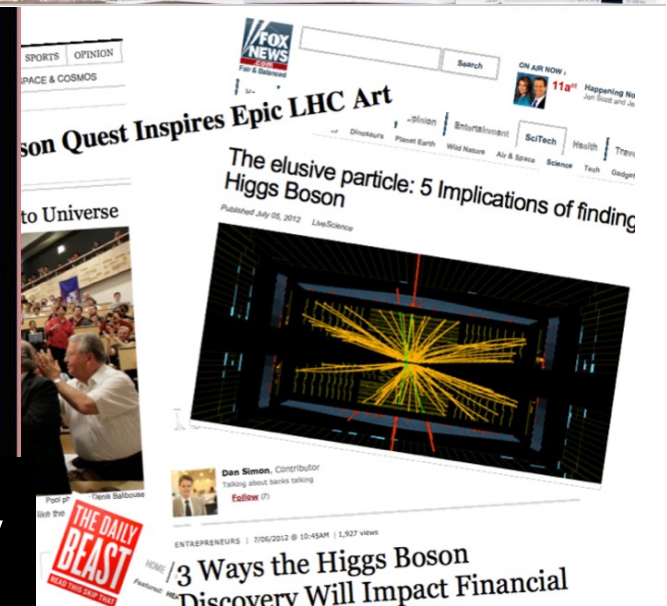 SPORTS
OPINION
SPACE & COSMOS
son Quest Inspires Epic LHC Art
to Universe
FOX
NEWS
.com
Fair & Balanced
Search
ON AIR NOW ›
11a
Happening
Jon Scott and
Opinion
Entertainment
SciTech
Health
Dinosaurs
Planet Earth
Wild Nature
Air & Space
Science
Tech
The elusive particle: 5 Implications of finding
Higgs Boson
Published July 05, 2012
LiveScience
Pool
Denis Balibouse
like the
Dan Simon, Contributor
Talking about banks talking
Follow (7)
THE DAILY
BEAST
READ THIS SKIP THAT
ENTREPRENEURS | 7/06/2012 @ 10:45AM | 1,927 views
HOME
Featured:
3 Ways the Higgs Boson
Discovery Will Impact Financial